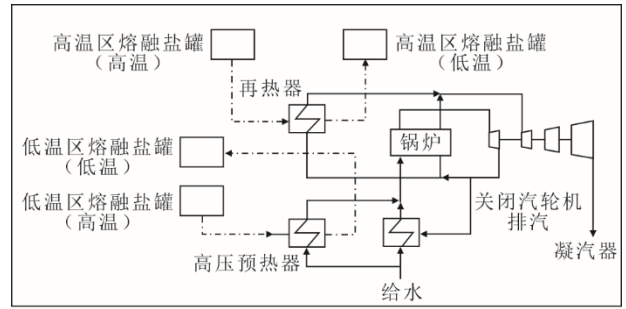 高温区熔融盐罐
（高温）
高温区熔融盐罐
（低温）
再热器
低温区熔融盐罐
（低温）
锅炉
低温区熔融盐罐
（高温）
关闭汽轮机
排汽
高压预热器
凝汽器
给水